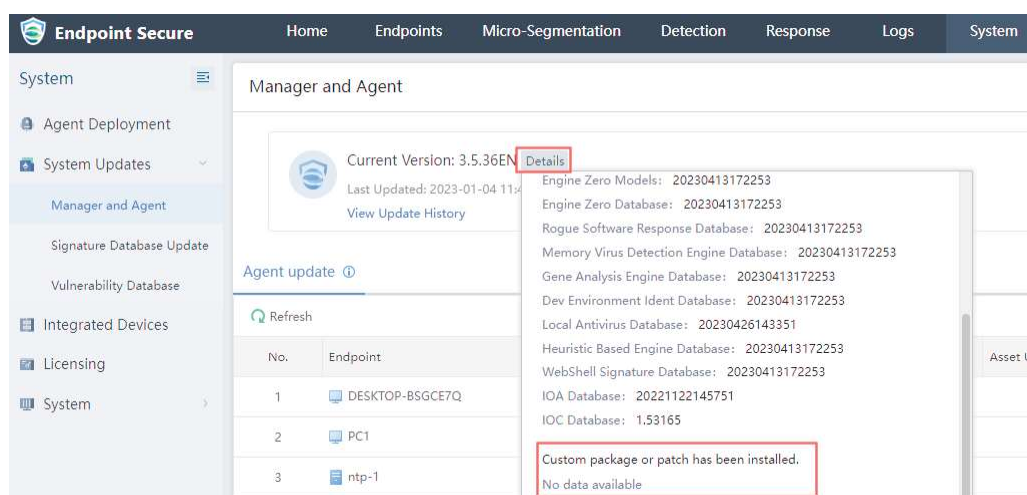 Endpoint Secure
Home Endpoints Micro-Segmentation Detection Response Logs System
System
Agent Deployment
System Updates
Manager and Agent
Signature Database Update
Vulnerability Database
Integrated Devices
Licensing
System
Manager and Agent
Current Version: 3.5.36EN Details
Last Updated: 2023-01-04 11:4
View Update History
Engine Zero Models: 20230413172253
Engine Zero Database: 20230413172253
Rogue Software Response Database: 20230413172253
Memory Virus Detection Engine Database: 20230413172253
Gene Analysis Engine Database: 20230413172253
Dev Environment Ident Database: 20230413172253
Local Antivirus Database: 20230426143351
Heuristic Based Engine Database: 20230413172253
WebShell Signature Database: 20230413172253
IOA Database: 20221122145751
IOC Database: 1.53165
Custom package or patch has been installed.
No data available
Agent update
Refresh
No. Endpoint Asset
1 DESKTOP-BSGCE7Q
2 PC1
3 ntp-1